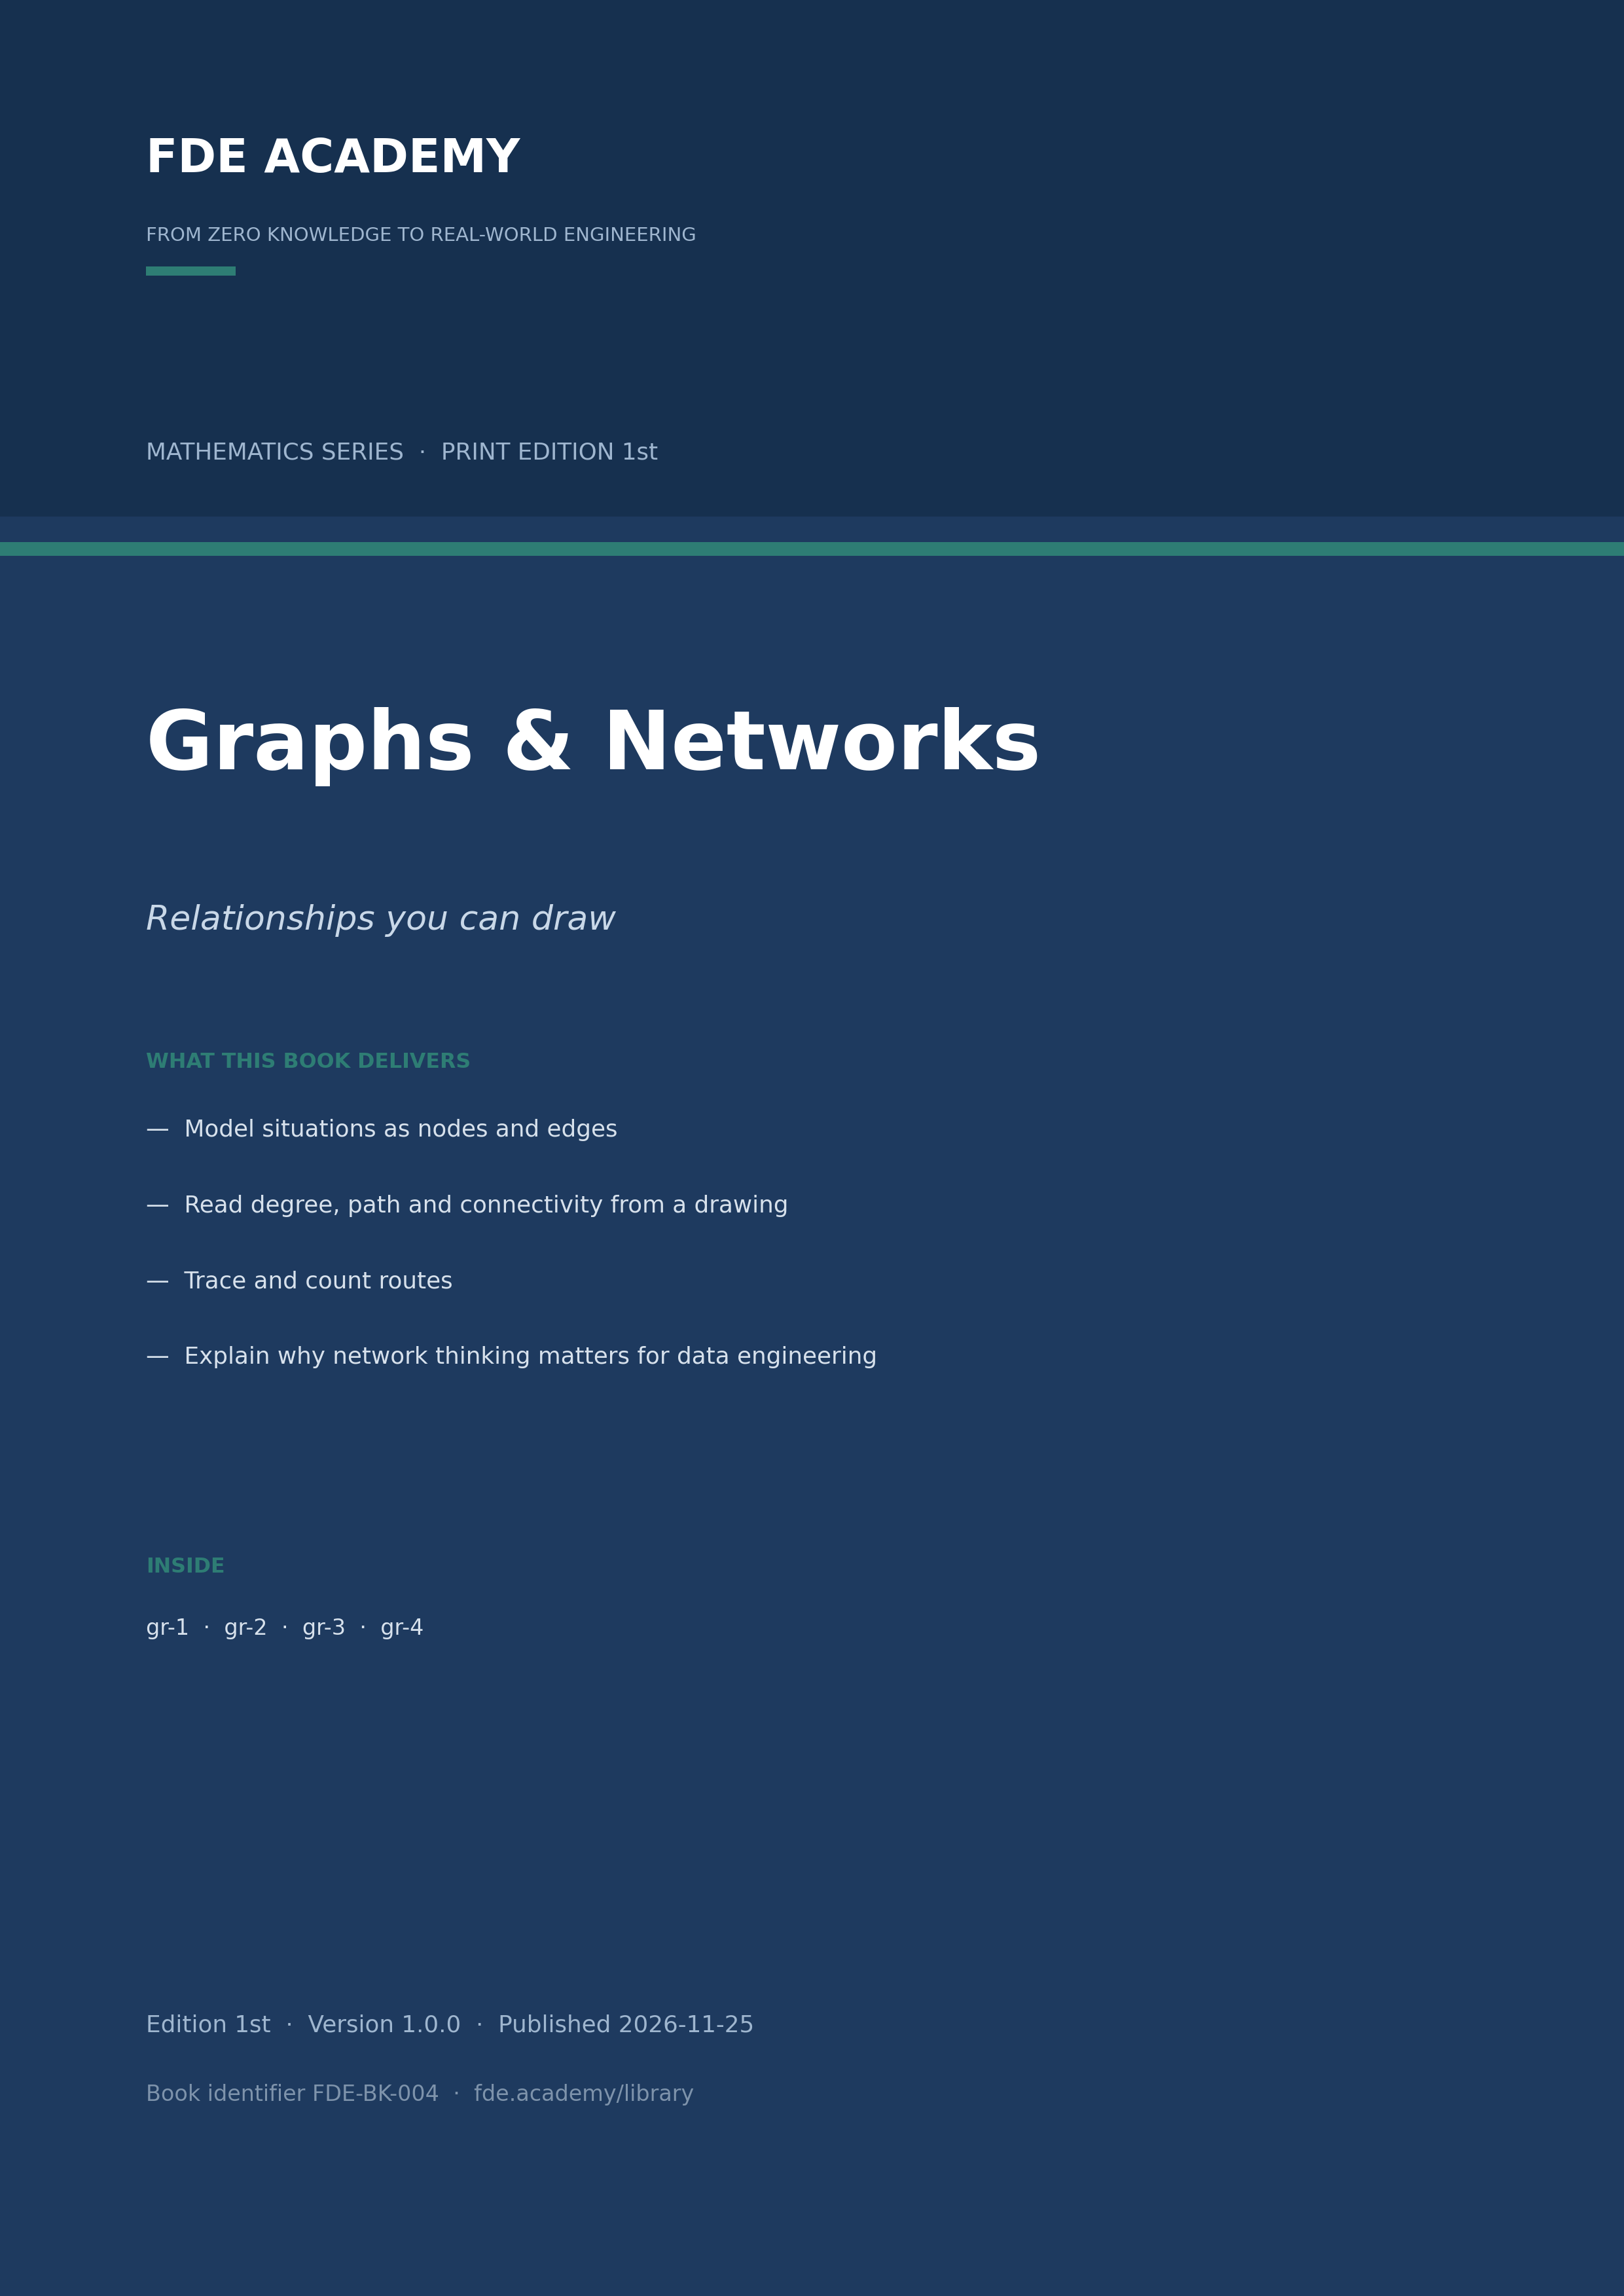 FDE ACADEMY
FROM ZERO KNOWLEDGE TO REAL-WORLD ENGINEERING
MATHEMATICS SERIES · PRINT EDITION 1st
Graphs & Networks
Relationships you can draw
WHAT THIS BOOK DELIVERS
— Model situations as nodes and edges
— Read degree, path and connectivity from a drawing
— Trace and count routes
— Explain why network thinking matters for data engineering
INSIDE
gr-1 · gr-2 · gr-3 · gr-4
Edition 1st · Version 1.0.0 · Published 2026-11-25
Book identifier FDE-BK-004 · fde.academy/library